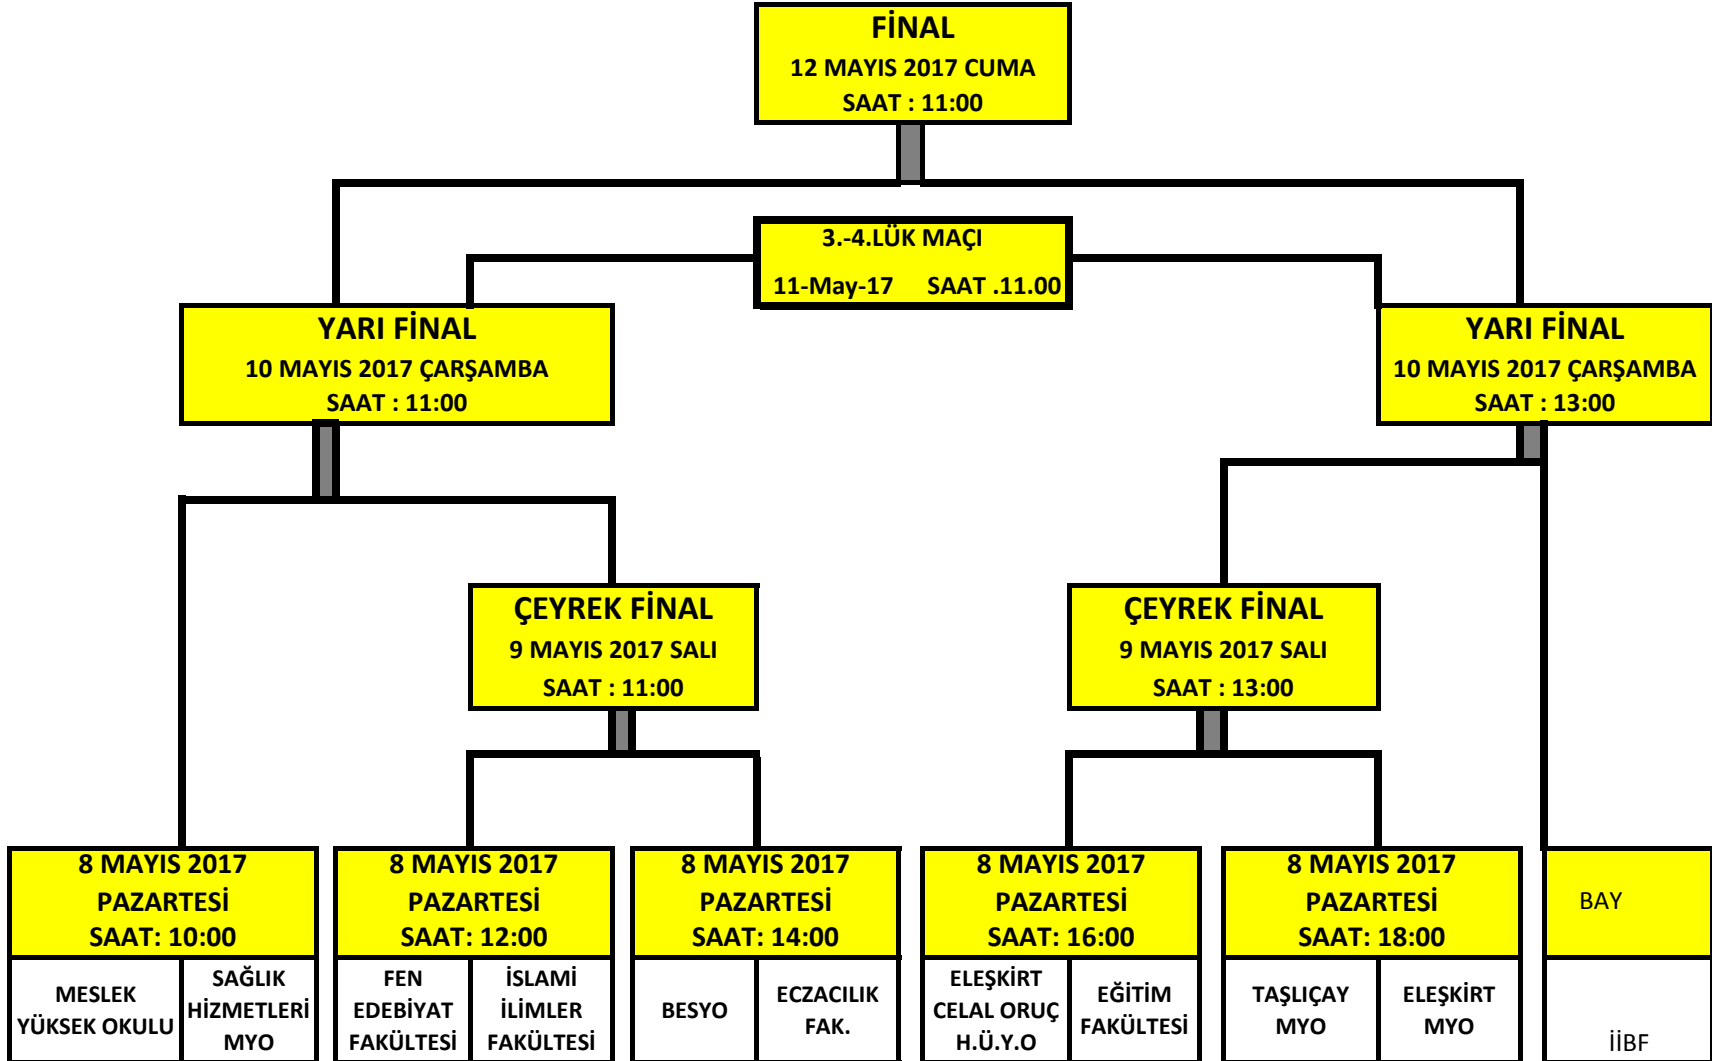 FİNAL
12 MAYIS 2017 CUMA
SAAT : 11:00
3.-4.LÜK MAÇI
11-May-17 SAAT .11.00
YARI FİNAL
10 MAYIS 2017 ÇARŞAMBA
SAAT : 11:00
YARI FİNAL
10 MAYIS 2017 ÇARŞAMBA
SAAT : 13:00
ÇEYREK FİNAL
9 MAYIS 2017 SALI
SAAT : 11:00
ÇEYREK FİNAL
9 MAYIS 2017 SALI
SAAT : 13:00
8 MAYIS 2017
PAZARTESİ
SAAT: 10:00
MESLEK
YÜKSEK OKULU
SAĞLIK
HİZMETLERİ
MYO
8 MAYIS 2017
PAZARTESİ
SAAT: 12:00
FEN
EDEBİYAT
FAKÜLTESİ
İSLAMİ
İLİMLER
FAKÜLTESİ
8 MAYIS 2017
PAZARTESİ
SAAT: 14:00
BESYO
ECZACILIK
FAK.
8 MAYIS 2017
PAZARTESİ
SAAT: 16:00
ELEŞKİRT
CELAL ORUÇ
H.Ü.Y.O
EĞİTİM
FAKÜLTESİ
8 MAYIS 2017
PAZARTESİ
SAAT: 18:00
TAŞLIÇAY
MYO
ELEŞKİRT
MYO
BAY
İİBF